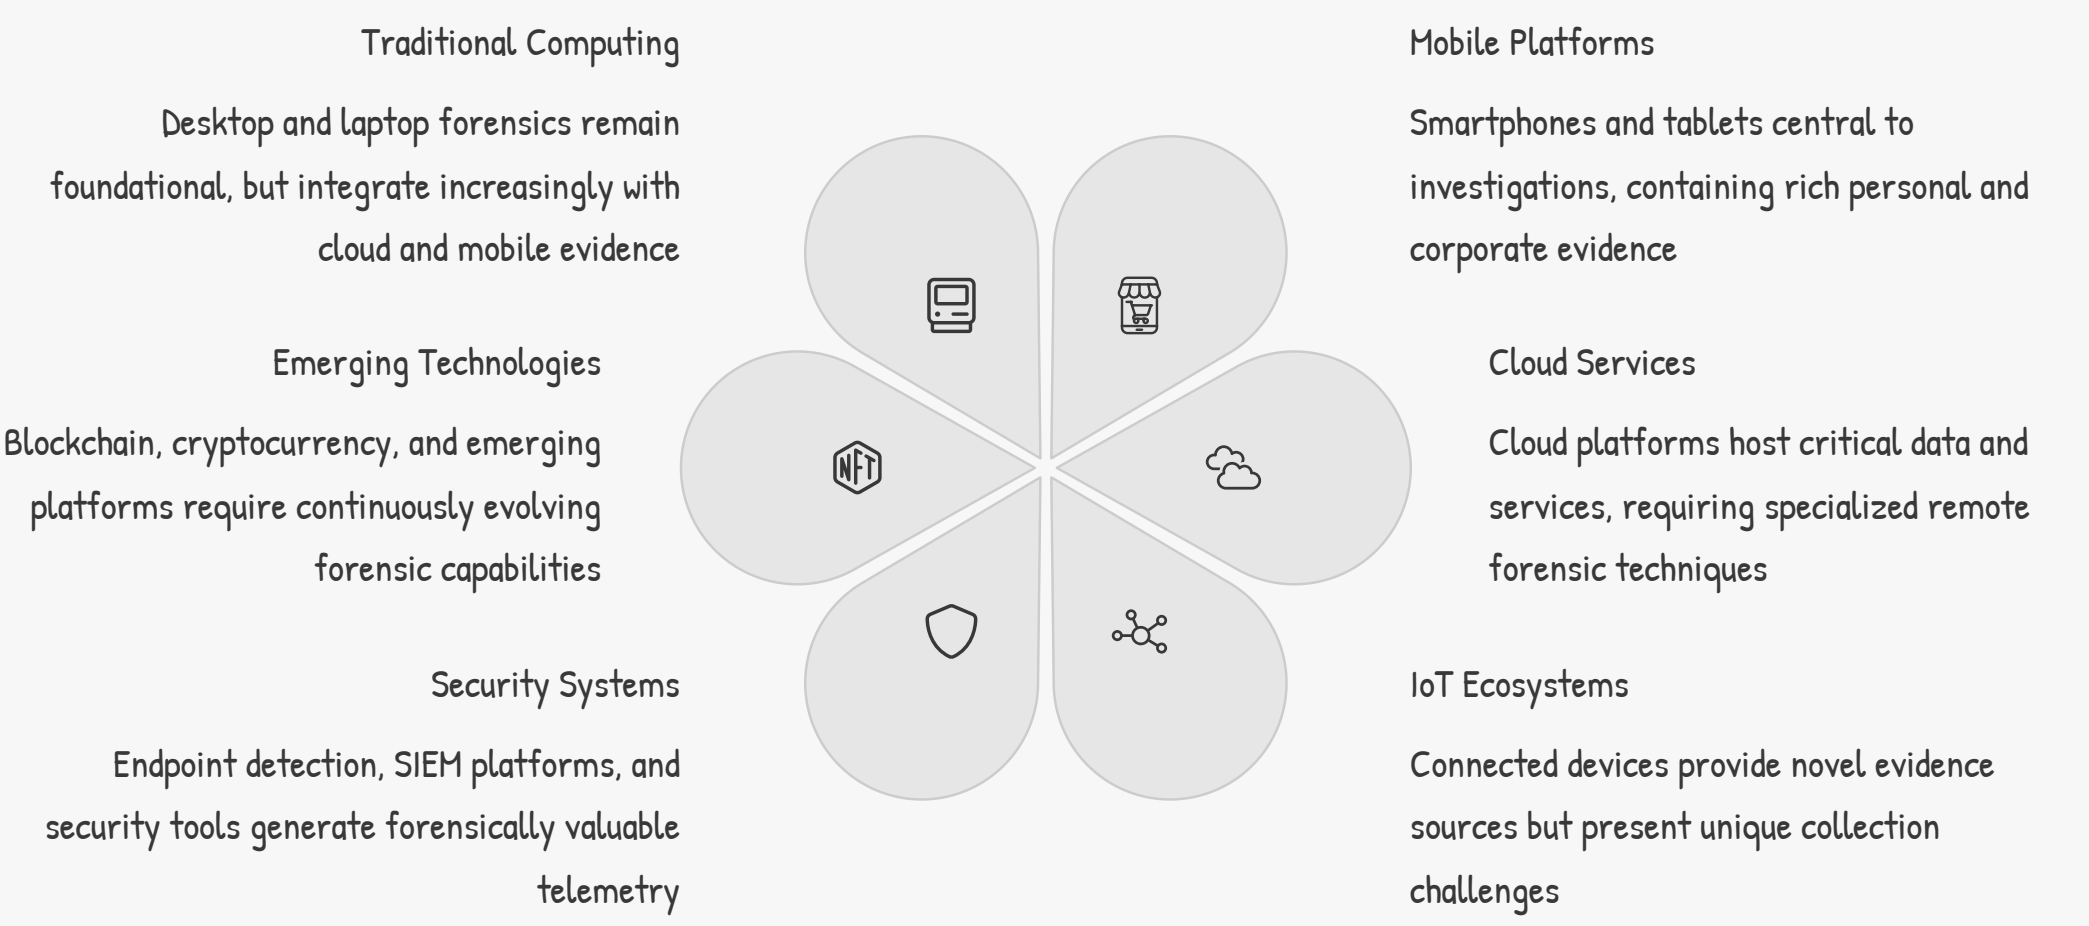 Traditional Computing
Desktop and laptop forensics remain
foundational, but integrate increasingly with
cloud and mobile evidence
Mobile Platforms
Smartphones and tablets central to
investigations, containing rich personal and
corporate evidence
Emerging Technologies
Blockchain, cryptocurrency, and emerging
platforms require continuously evolving
forensic capabilities
NFT
Cloud Services
Cloud platforms host critical data and
services, requiring specialized remote
forensic techniques
Security Systems
Endpoint detection, SIEM platforms, and
security tools generate forensically valuable
telemetry
IoT Ecosystems
Connected devices provide novel evidence
sources but present unique collection
challenges